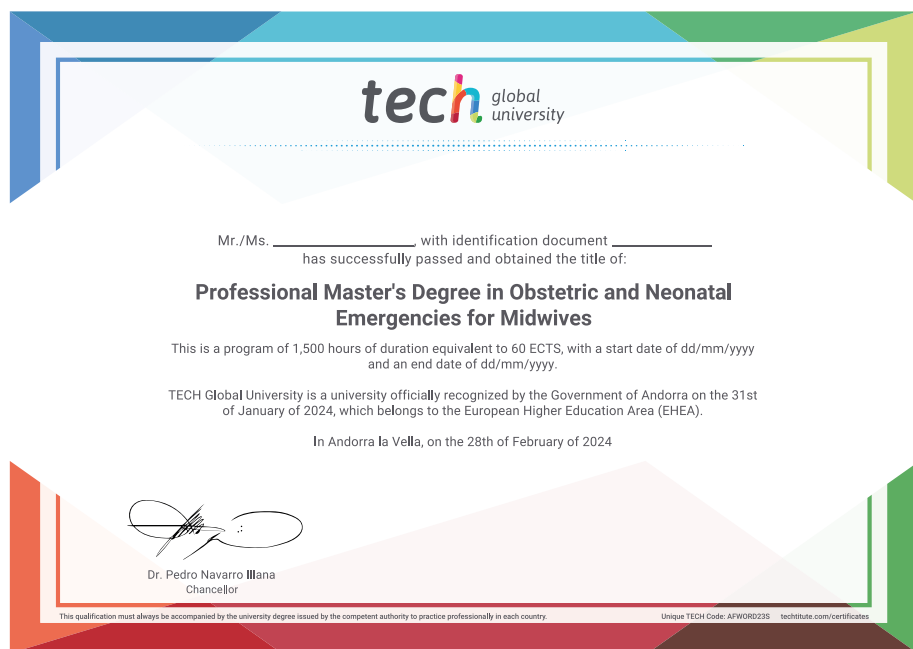 tech global
university
Mr./Ms. ____________________, with identification document ______________
has successfully passed and obtained the title of:
Professional Master's Degree in Obstetric and Neonatal
Emergencies for Midwives
This is a program of 1,500 hours of duration equivalent to 60 ECTS, with a start date of dd/mm/yyyy
and an end date of dd/mm/yyyy.
TECH Global University is a university officially recognized by the Government of Andorra on the 31st
of January of 2024, which belongs to the European Higher Education Area (EHEA).
In Andorra la Vella, on the 28th of February of 2024
Dr. Pedro Navarro Illana
Chancellor
This qualification must always be accompanied by the university degree issued by the competent authority to practice professionally in each country. Unique TECH Code: AFWORD23S techtitute.com/certificates